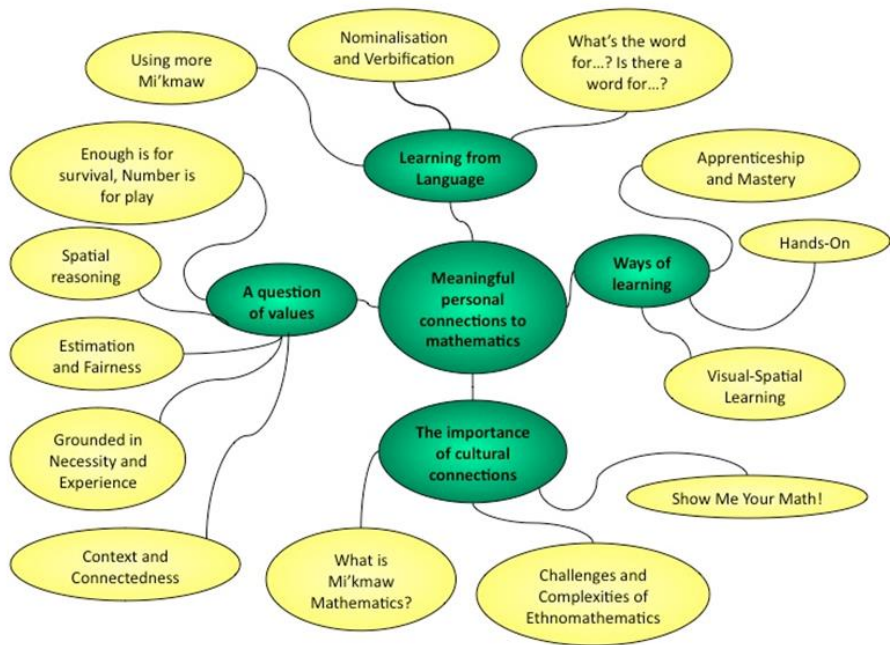 Using more
Mi'kmaw
Nominalisation
and Verbification
What's the word
for...? Is there a
word for...?
Learning from
Language
Enough is for
survival, Number is
for play
Apprenticeship
and Mastery
Hands-On
Spatial
reasoning
A question
of values
Meaningful
personal
connections to
mathematics
Ways of
learning
Estimation
and Fairness
Visual-Spatial
Learning
Grounded in
Necessity and
Experience
The importance
of cultural
connections
Show Me Your Math!
Context and
Connectedness
What is
Mi'kmaw
Mathematics?
Challenges and
Complexities of
Ethnomathematics